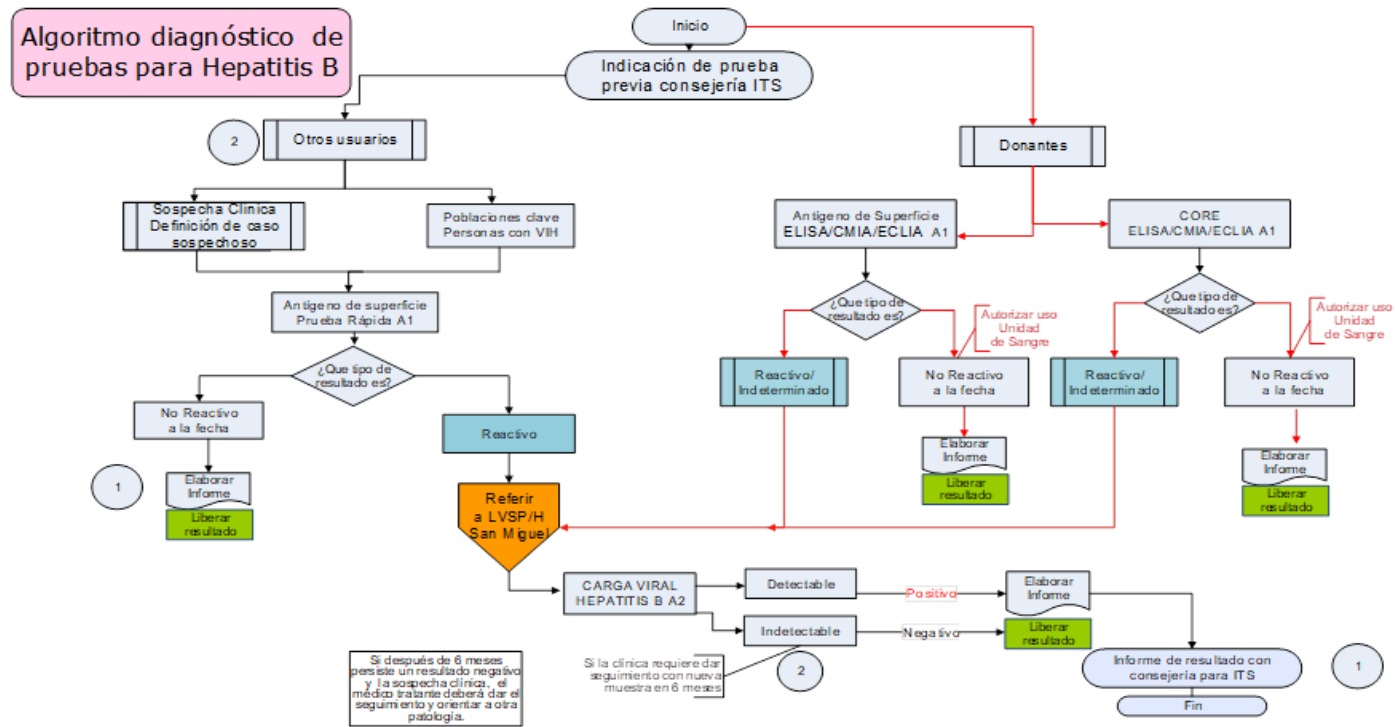 Algoritmo diagnóstico de
pruebas para Hepatitis B
Inicio
Indicación de prueba
previa consejería ITS
2
Otros usuarios
Donantes
Sospecha Clinica
Definición de caso
sospechoso
Poblaciones clave
Personas con VIH
Antígeno de Superficie
ELISA/CMIA/ECLIA A1
CORE
ELISA/CMIA/ECLIA A1
Antígeno de superficie
Prueba Rápida A1
¿Que tipo de
resultado es?
¿Que tipo de
resultado es?
Autorizar uso
Unidad
de Sangre
¿Que tipo de
resultado es?
Autorizar uso
Unidad
de Sangre
No Reactivo
a la fecha
Reactivo
Reactivo/
Indeterminado
No Reactivo
a la fecha
Reactivo/
Indeterminado
No Reactivo
a la fecha
1
Elaborar
Informe
Liberar
resultado
Referir
a LVSP/H
San Miguel
Elaborar
Informe
Liberar
resultado
Elaborar
Informe
Liberar
resultado
CARGA VIRAL
HEPATITIS B A2
Detectable
Positivo
Elaborar
Informe
Indetectable
Negativo
Liberar
resultado
Si después de 6 meses
persiste un resultado negativo
y la sospecha clínica, el
médico tratante deberá dar el
seguimiento y orientar a otra
patología.
Si la clínica requiere dar
seguimiento con nueva
muestra en 6 meses
2
Informe de resultado con
consejería para ITS
1
Fin